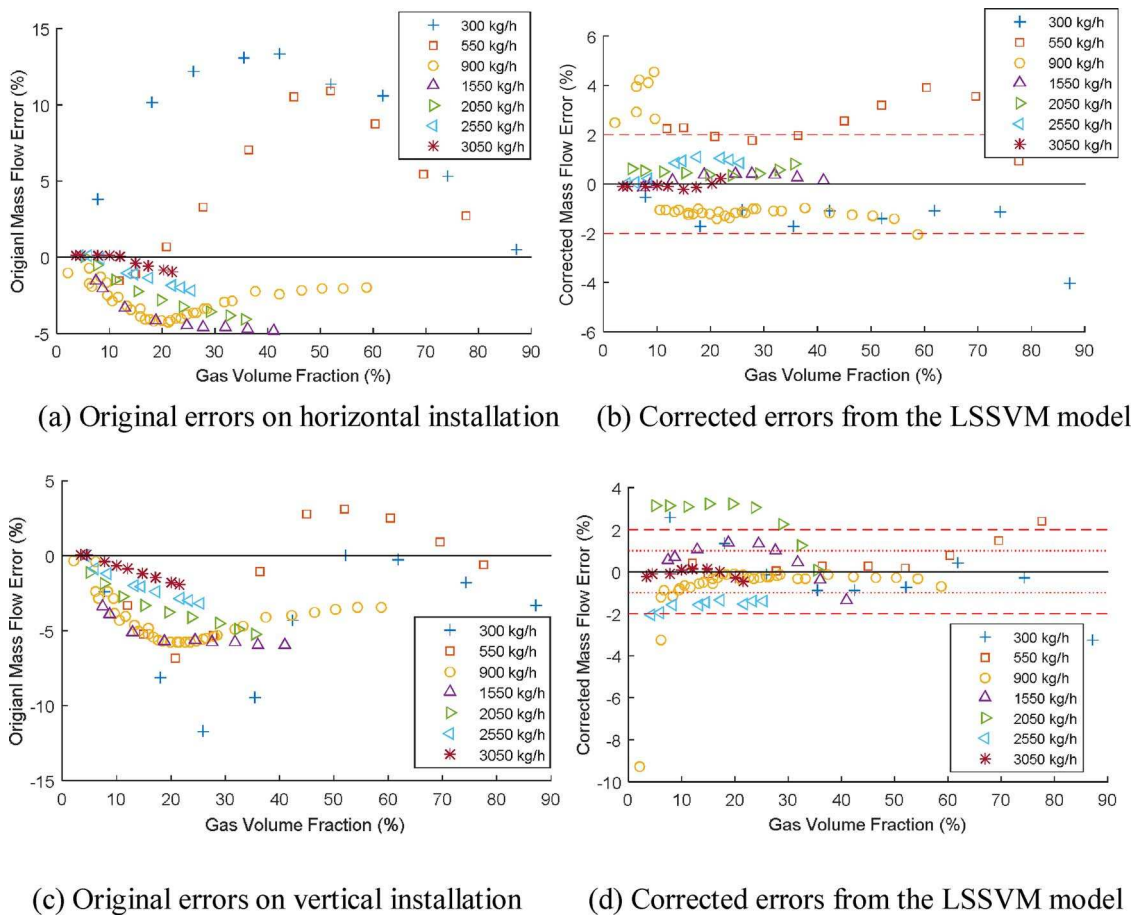 Origianl Mass Flow Error (%)
15
10
5
0
-5
0 10 20 30 40 50 60 70 80 90
Gas Volume Fraction (%)
300 kg/h
550 kg/h
900 kg/h
1550 kg/h
2050 kg/h
2550 kg/h
3050 kg/h
(a) Original errors on horizontal installation
Corrected Mass Flow Error (%)
6
4
2
0
-2
-4
-6
0 10 20 30 40 50 60 70 80 90
Gas Volume Fraction (%)
300 kg/h
550 kg/h
900 kg/h
1550 kg/h
2050 kg/h
2550 kg/h
3050 kg/h
(b) Corrected errors from the LSSVM model
Origianl Mass Flow Error (%)
5
0
-5
-10
-15
0 10 20 30 40 50 60 70 80 90
Gas Volume Fraction (%)
300 kg/h
550 kg/h
900 kg/h
1550 kg/h
2050 kg/h
2550 kg/h
3050 kg/h
(c) Original errors on vertical installation
Corrected Mass Flow Error (%)
4
2
0
-2
-4
-6
-8
-10
0 10 20 30 40 50 60 70 80 90
Gas Volume Fraction (%)
300 kg/h
550 kg/h
900 kg/h
1550 kg/h
2050 kg/h
2550 kg/h
3050 kg/h
(d) Corrected errors from the LSSVM model